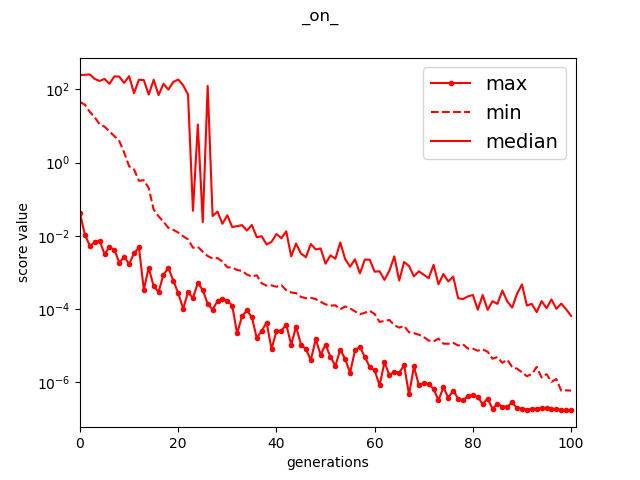 _on_
max
min
median
10²
10⁰
10⁻²
10⁻⁴
10⁻⁶
score value
0 20 40 60 80 100
generations